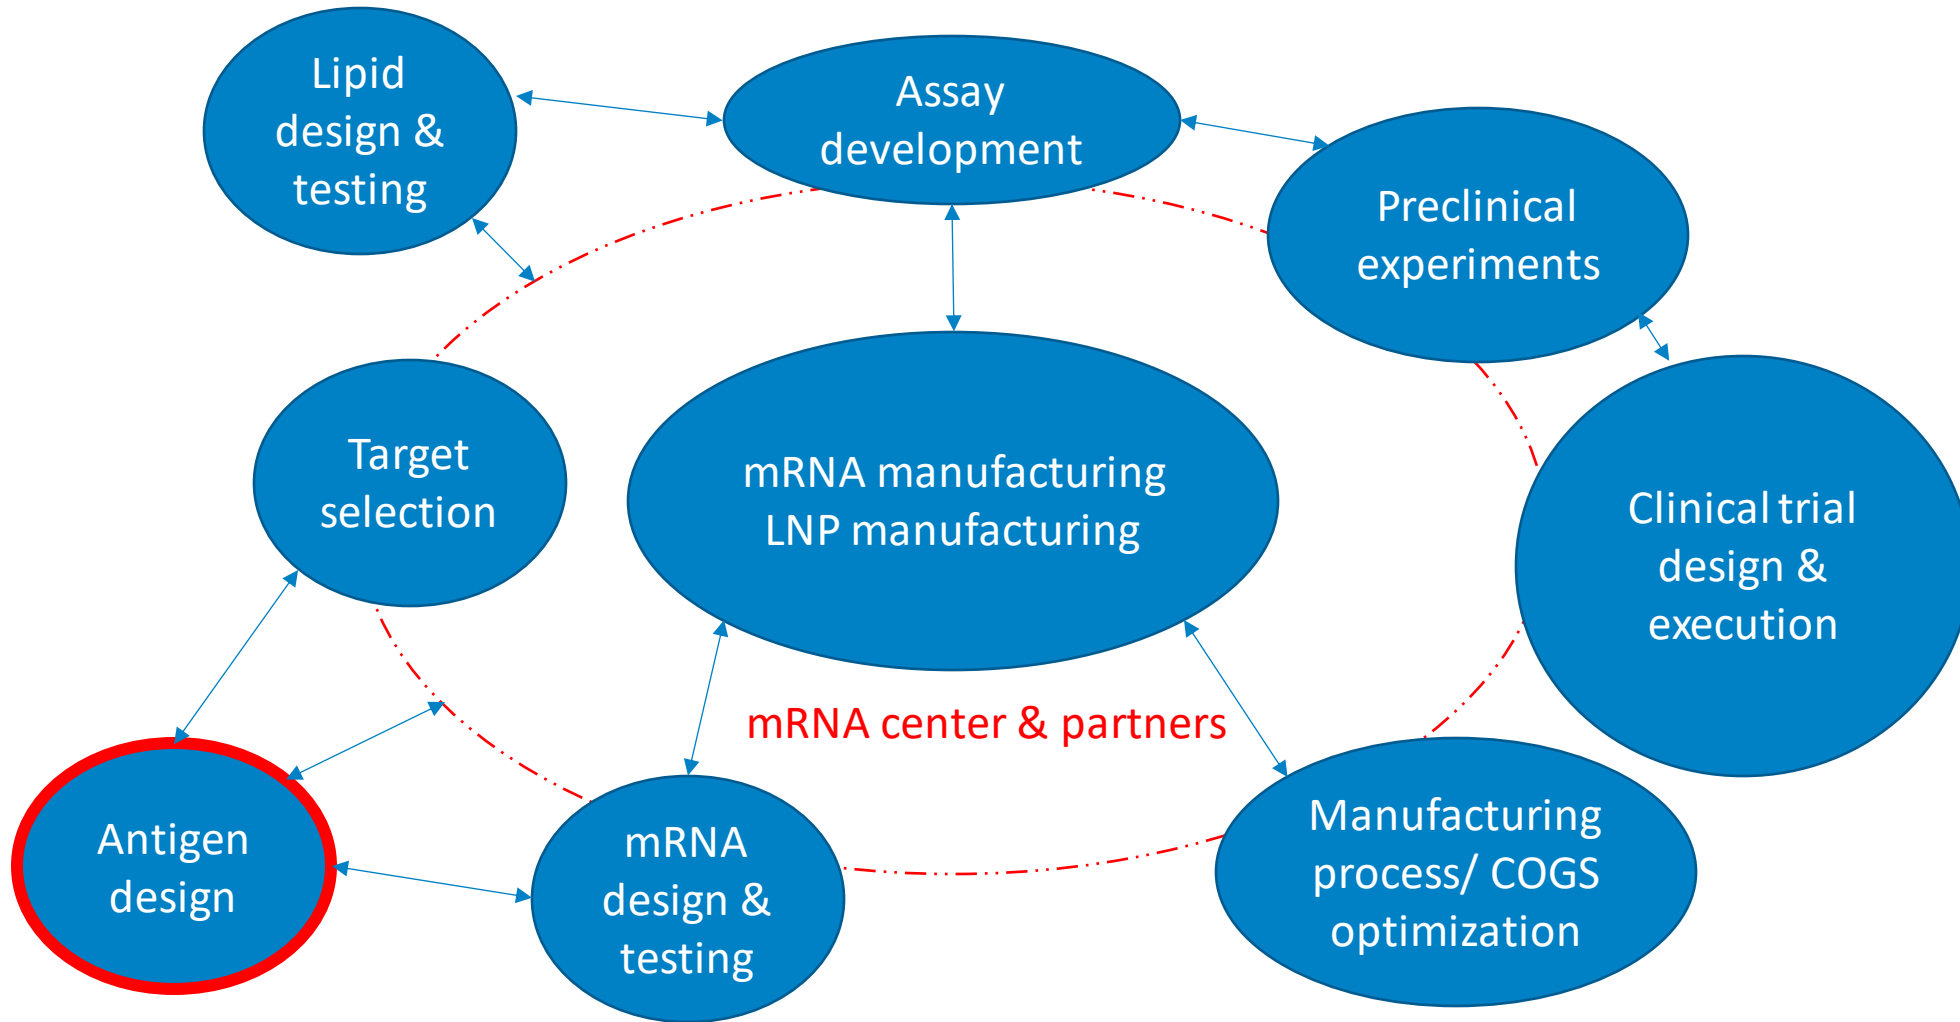 Lipid
design &
testing
Assay
development
Preclinical
experiments
Target
selection
mRNA manufacturing
LNP manufacturing
Clinical trial
design &
execution
mRNA center & partners
Antigen
design
mRNA
design &
testing
Manufacturing
process/ COGS
optimization